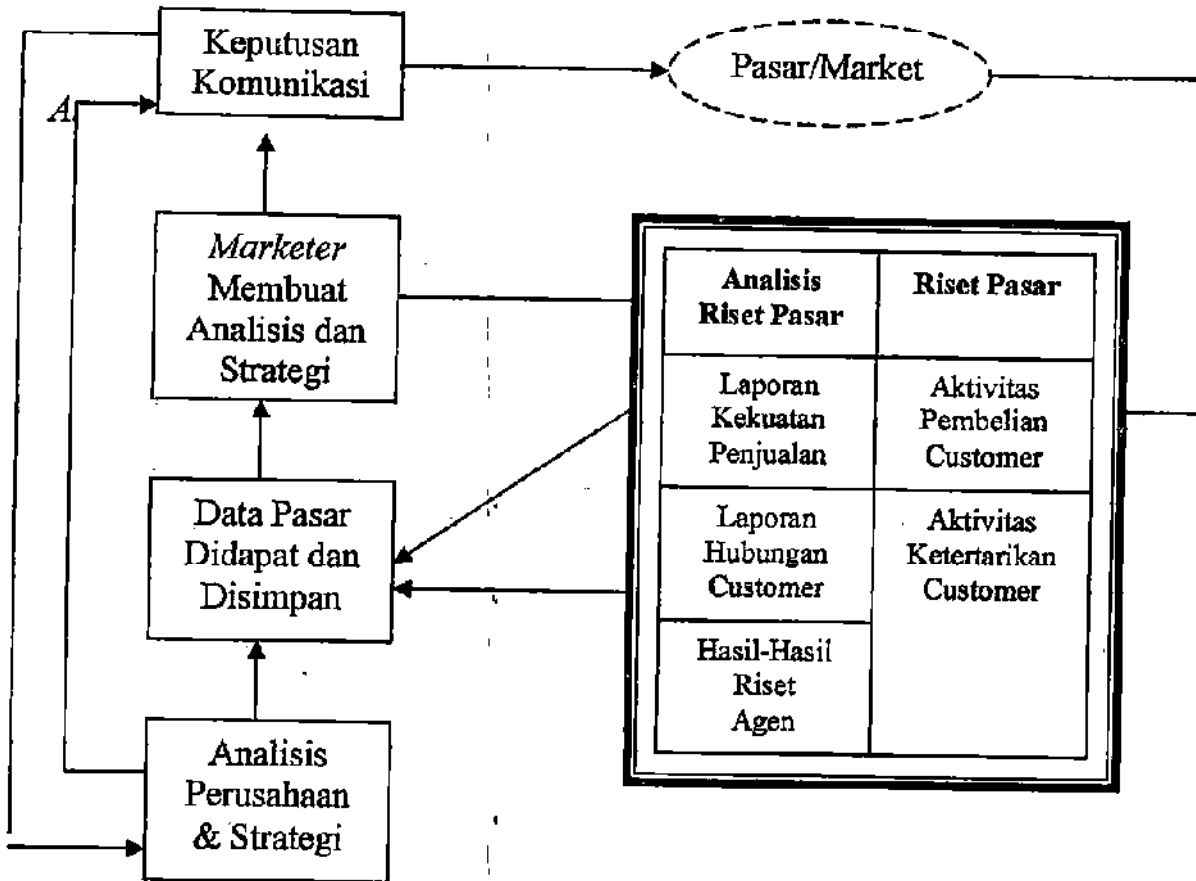 Keputusan
Komunikasi
Pasar/Market
A.
Marketer
Membuat
Analisis dan
Strategi
Analisis
Riset Pasar
Riset Pasar
Laporan
Kekuatan
Penjualan
Aktivitas
Pembelian
Customer
Data Pasar
Didapat dan
Disimpan
Laporan
Hubungan
Customer
Aktivitas
Ketertarikan
Customer
Hasil-Hasil
Riset
Agen
Analisis
Perusahaan
& Strategi